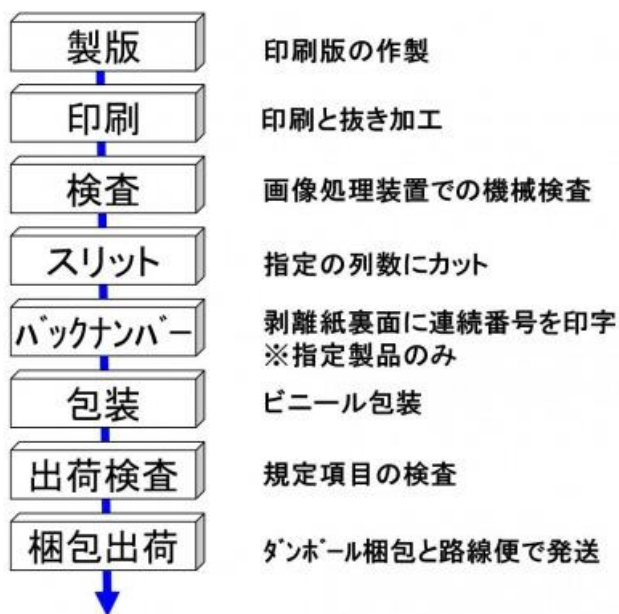 製版
印刷版の作製
印刷
印刷と抜き加工
検査
画像処理装置での機械検査
スリット
指定の列数にカット
バックナンバー
剥離紙裏面に連続番号を印字
※指定製品のみ
包装
ビニール包装
出荷検査
規定項目の検査
梱包出荷
ダンボール梱包と路線便で発送